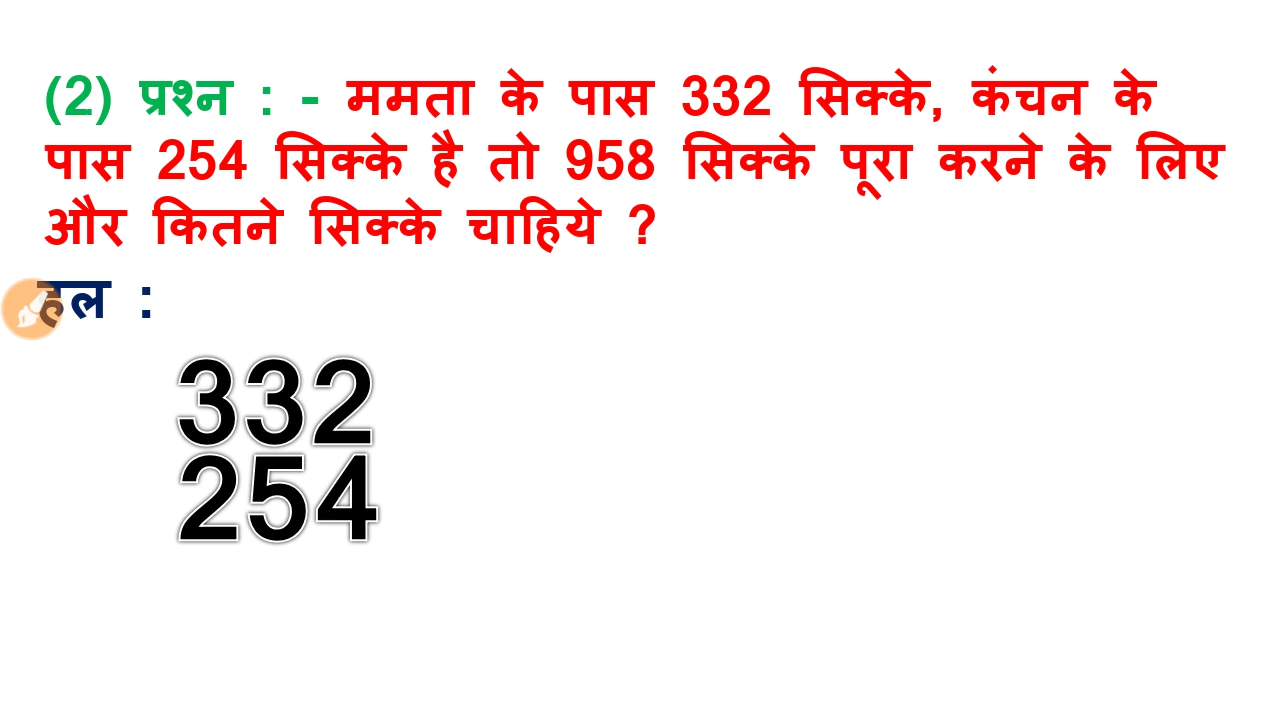 (2) प्रश्न : - ममता के पास 332 सिक्के, कंचन के
पास 254 सिक्के है तो 958 सिक्के पूरा करने के लिए
और कितने सिक्के चाहिये ?
हल :
332
254